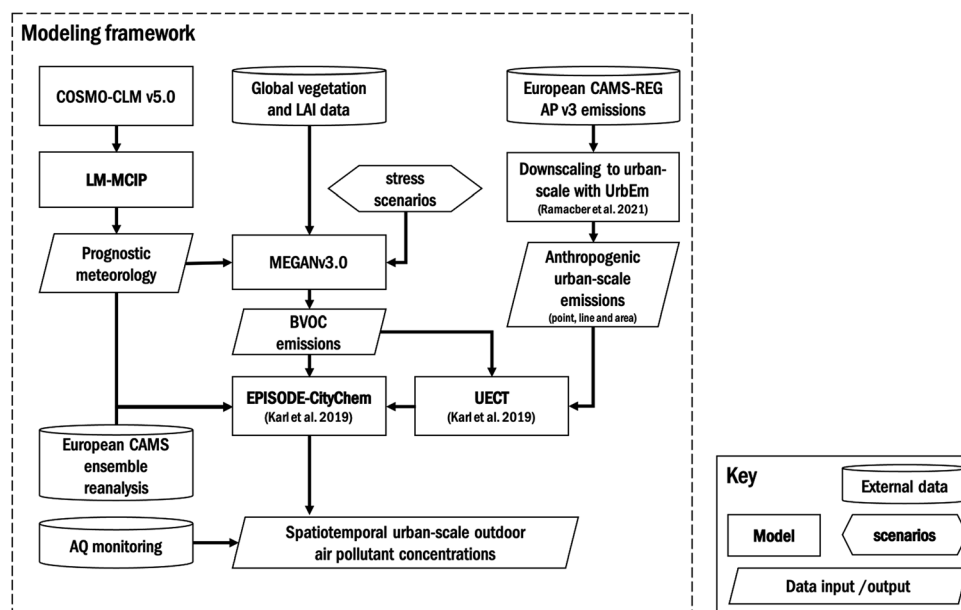 Modeling framework
COSMO-CLM v5.0
Global vegetation
and LAI data
European CAMS-REG
AP v3 emissions
LM-MCIP
stress
scenarios
Downscaling to urban-
scale with UrbEm
(Ramacber et al. 2021)
Prognostic
meteorology
MEGANv3.0
Anthropogenic
urban-scale
emissions
(point, line and area)
BVOC
emissions
EPISODE-CityChem
(Karl et al. 2019)
UECT
(Karl et al. 2019)
European CAMS
ensemble
reanalysis
AQ monitoring
Spatiotemporal urban-scale outdoor
air pollutant concentrations
Key
External data
Model
scenarios
Data input /output